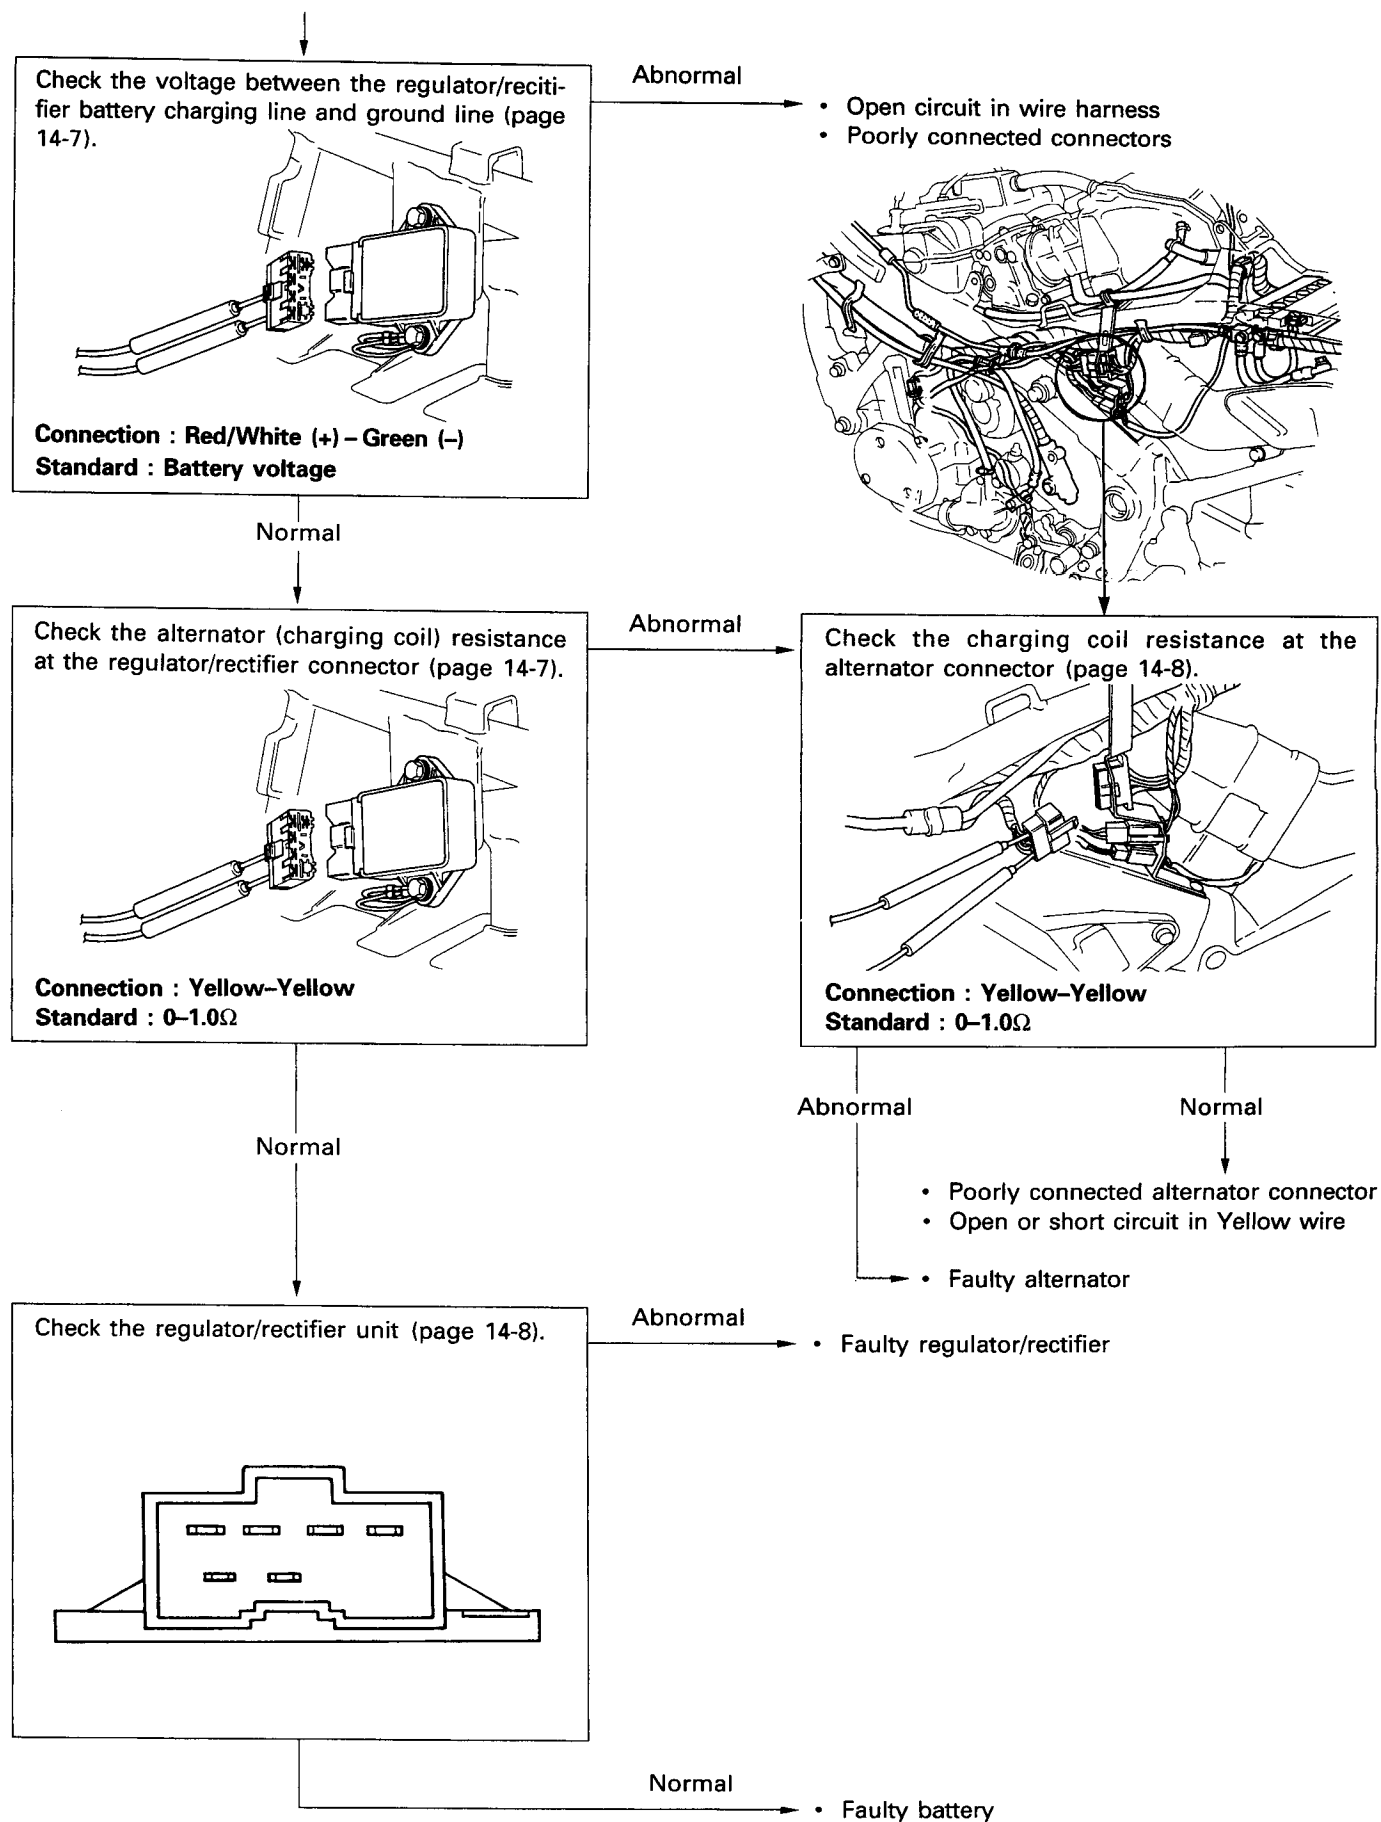 Check the voltage between the regulator/reciti-
fier battery charging line and ground line (page
14-7).
Connection : Red/White (+) – Green (–)
Standard : Battery voltage
Abnormal
• Open circuit in wire harness
• Poorly connected connectors
Normal
Check the alternator (charging coil) resistance
at the regulator/rectifier connector (page 14-7).
Connection : Yellow–Yellow
Standard : 0–1.0Ω
Abnormal
Check the charging coil resistance at the
alternator connector (page 14-8).
Connection : Yellow–Yellow
Standard : 0–1.0Ω
Abnormal
Normal
• Poorly connected alternator connector
• Open or short circuit in Yellow wire
• Faulty alternator
Normal
Check the regulator/rectifier unit (page 14-8).
Abnormal
• Faulty regulator/rectifier
Normal
• Faulty battery